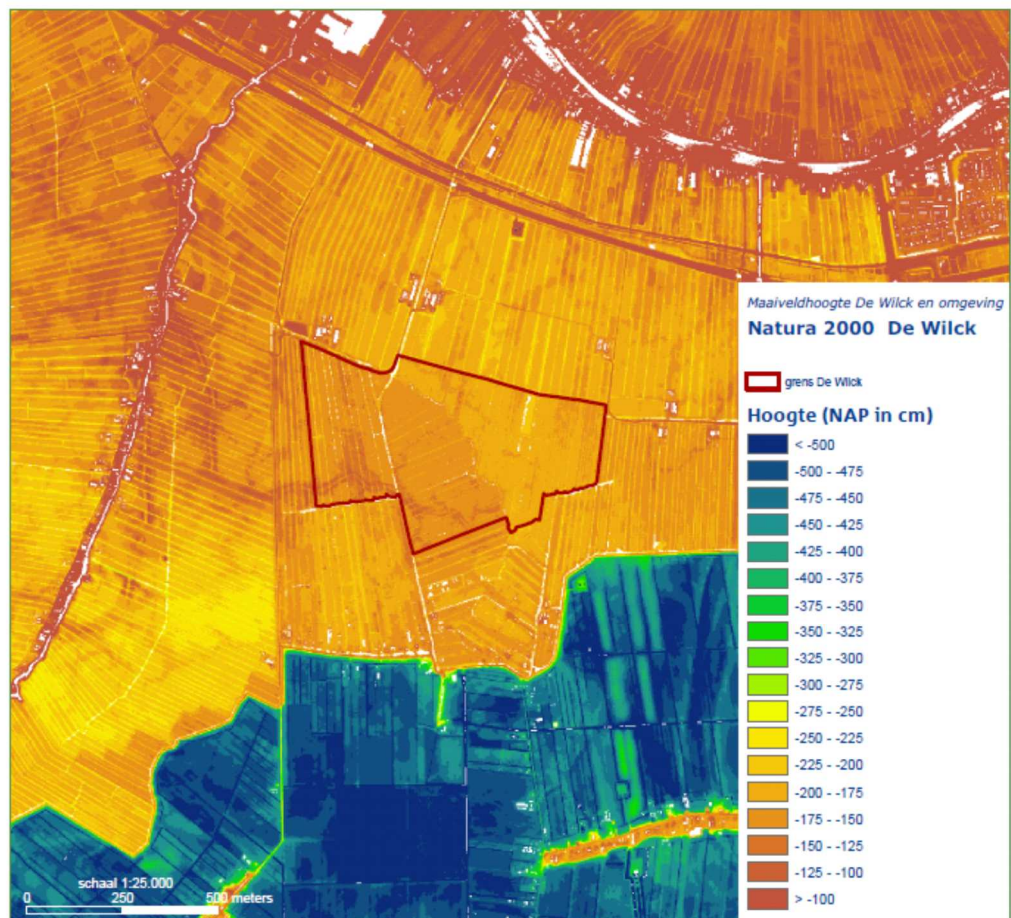 Maaiveldhoogte De Wilck en omgeving
Natura 2000 De Wilck
grens De Wilck
Hoogte (NAP in cm)
< -500
-500 - -475
-475 - -450
-450 - -425
-425 - -400
-400 - -375
-375 - -350
-350 - -325
-325 - -300
-300 - -275
-275 - -250
-250 - -225
-225 - -200
-200 - -175
-175 - -150
-150 - -125
-125 - -100
> -100
schaal 1:25.000
0 250 500 meters